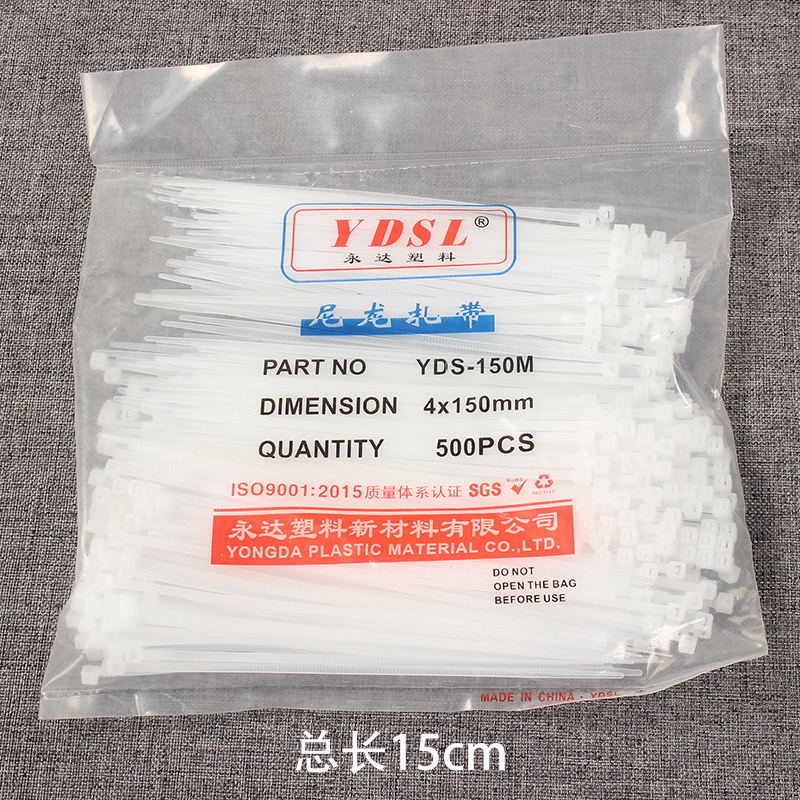 YDSL®
永达塑料
尼龙扎带
PART NO YDS-150M
DIMENSION 4x150mm
QUANTITY 500PCS
ISO9001:2015质量体系认证 SGS RoHS RECYCLAB
永达塑料新材料有限公司
YONGDA PLASTIC MATERIAL CO.,LTD.
DO NOT
OPEN THE BAG
BEFORE USE
MADE IN CHINA - YDSL
总长15cm